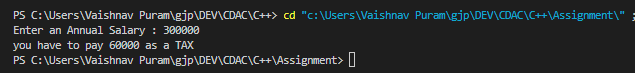 PS C:\Users\Vaishnav Puram\gjp\DEV\CDAC\C++> cd "c:\Users\Vaishnav Puram\gjp\DEV\CDAC\C++\Assignment\" ;
Enter an Annual Salary : 300000
you have to pay 60000 as a TAX
PS C:\Users\Vaishnav Puram\gjp\DEV\CDAC\C++\Assignment>